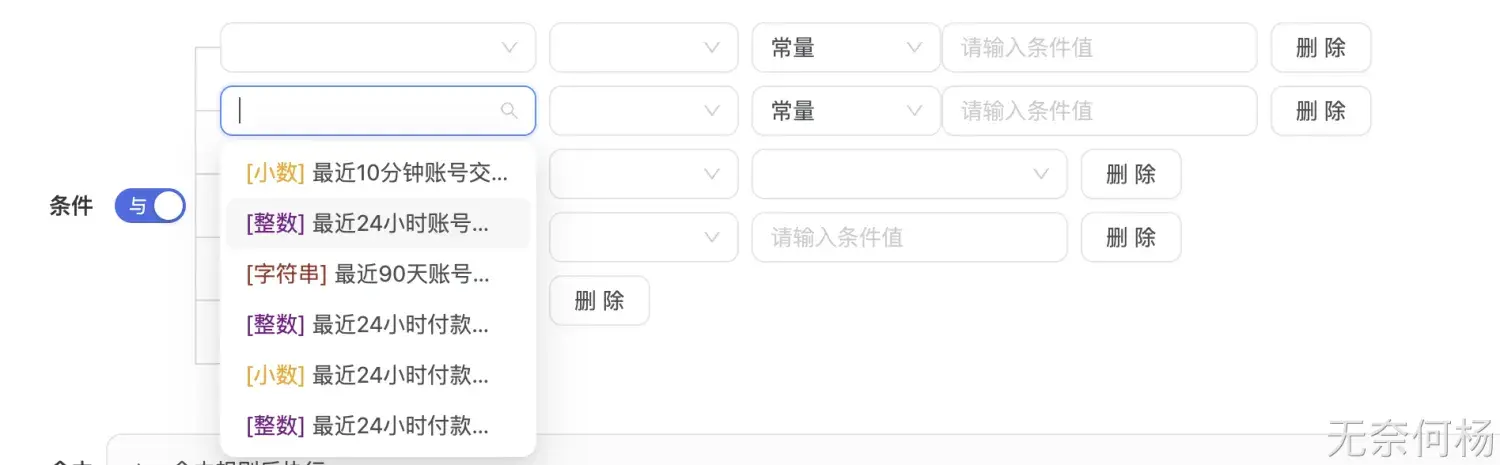 常量 请输入条件值 删 除
常量 请输入条件值 删 除
[小数] 最近10分钟账号交...
删 除
条件 与
[整数] 最近24小时账号...
请输入条件值 删 除
[字符串] 最近90天账号...
删 除
[整数] 最近24小时付款...
[小数] 最近24小时付款...
[整数] 最近24小时付款...
无奈何杨